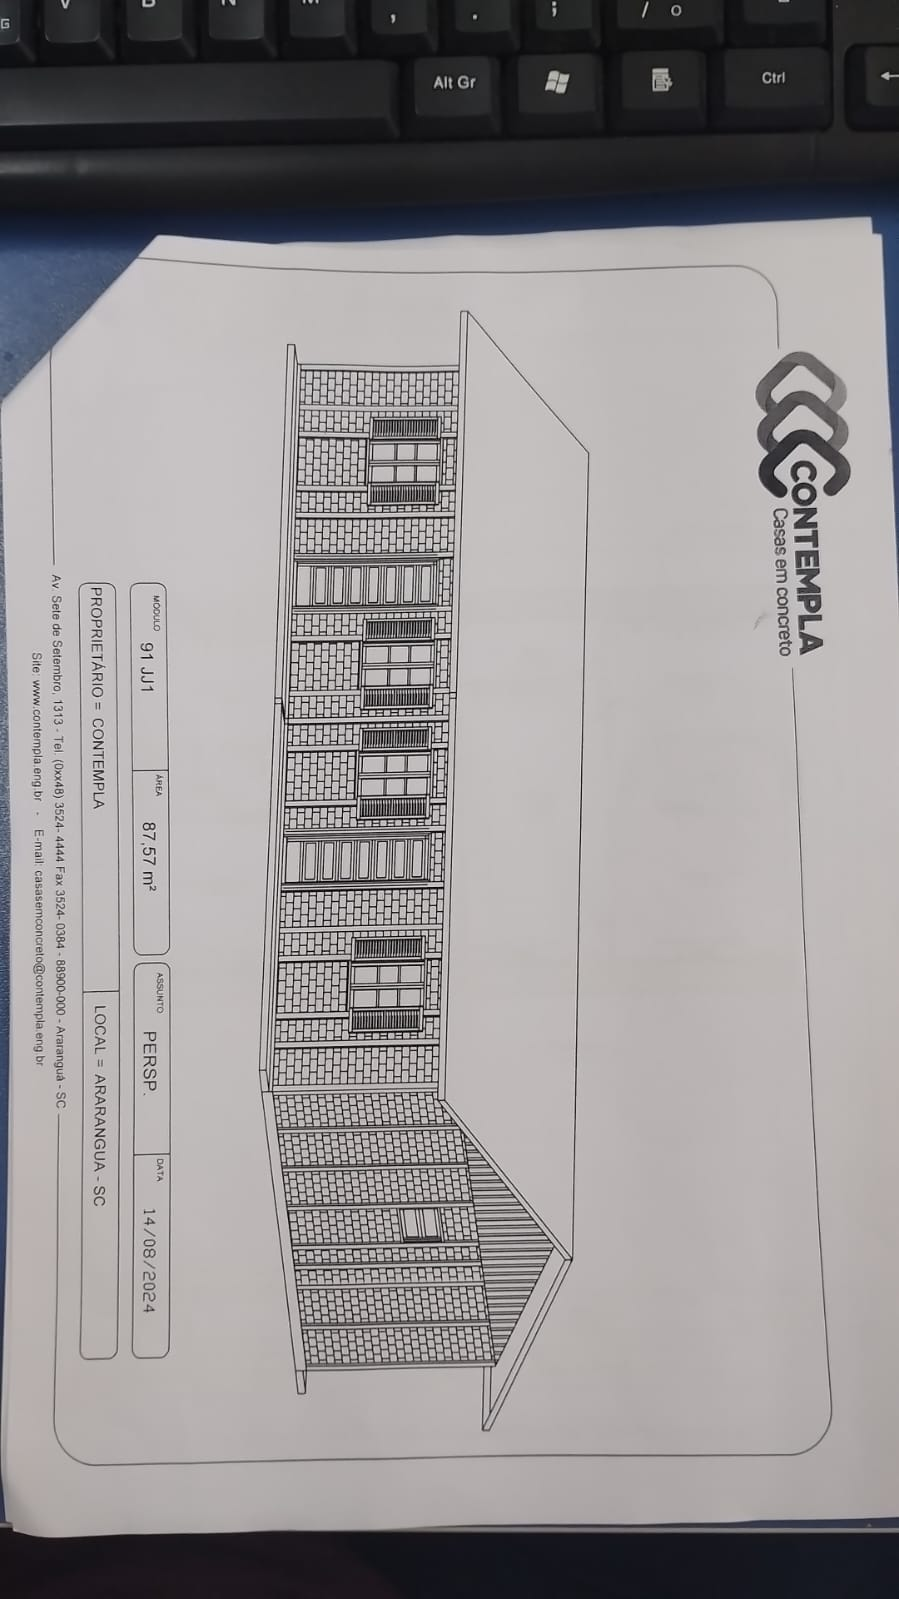 Alt Gr
Ctrl
CONTEMPLA
Casas em concreto
MÓDULO
91 JJ1
ÁREA
87,57 m²
ASSUNTO
PERSP.
DATA
14/08/2024
PROPRIETÁRIO = CONTEMPLA
LOCAL = ARARANGUA - SC
Av. Sete de Setembro, 1313 - Tel. (0xx48) 3524- 4444 Fax 3524- 0384 - 88900-000 - Araranguá - SC
Site: www.contempla.eng.br - E-mail: casasemconcreto@contempla.eng.br